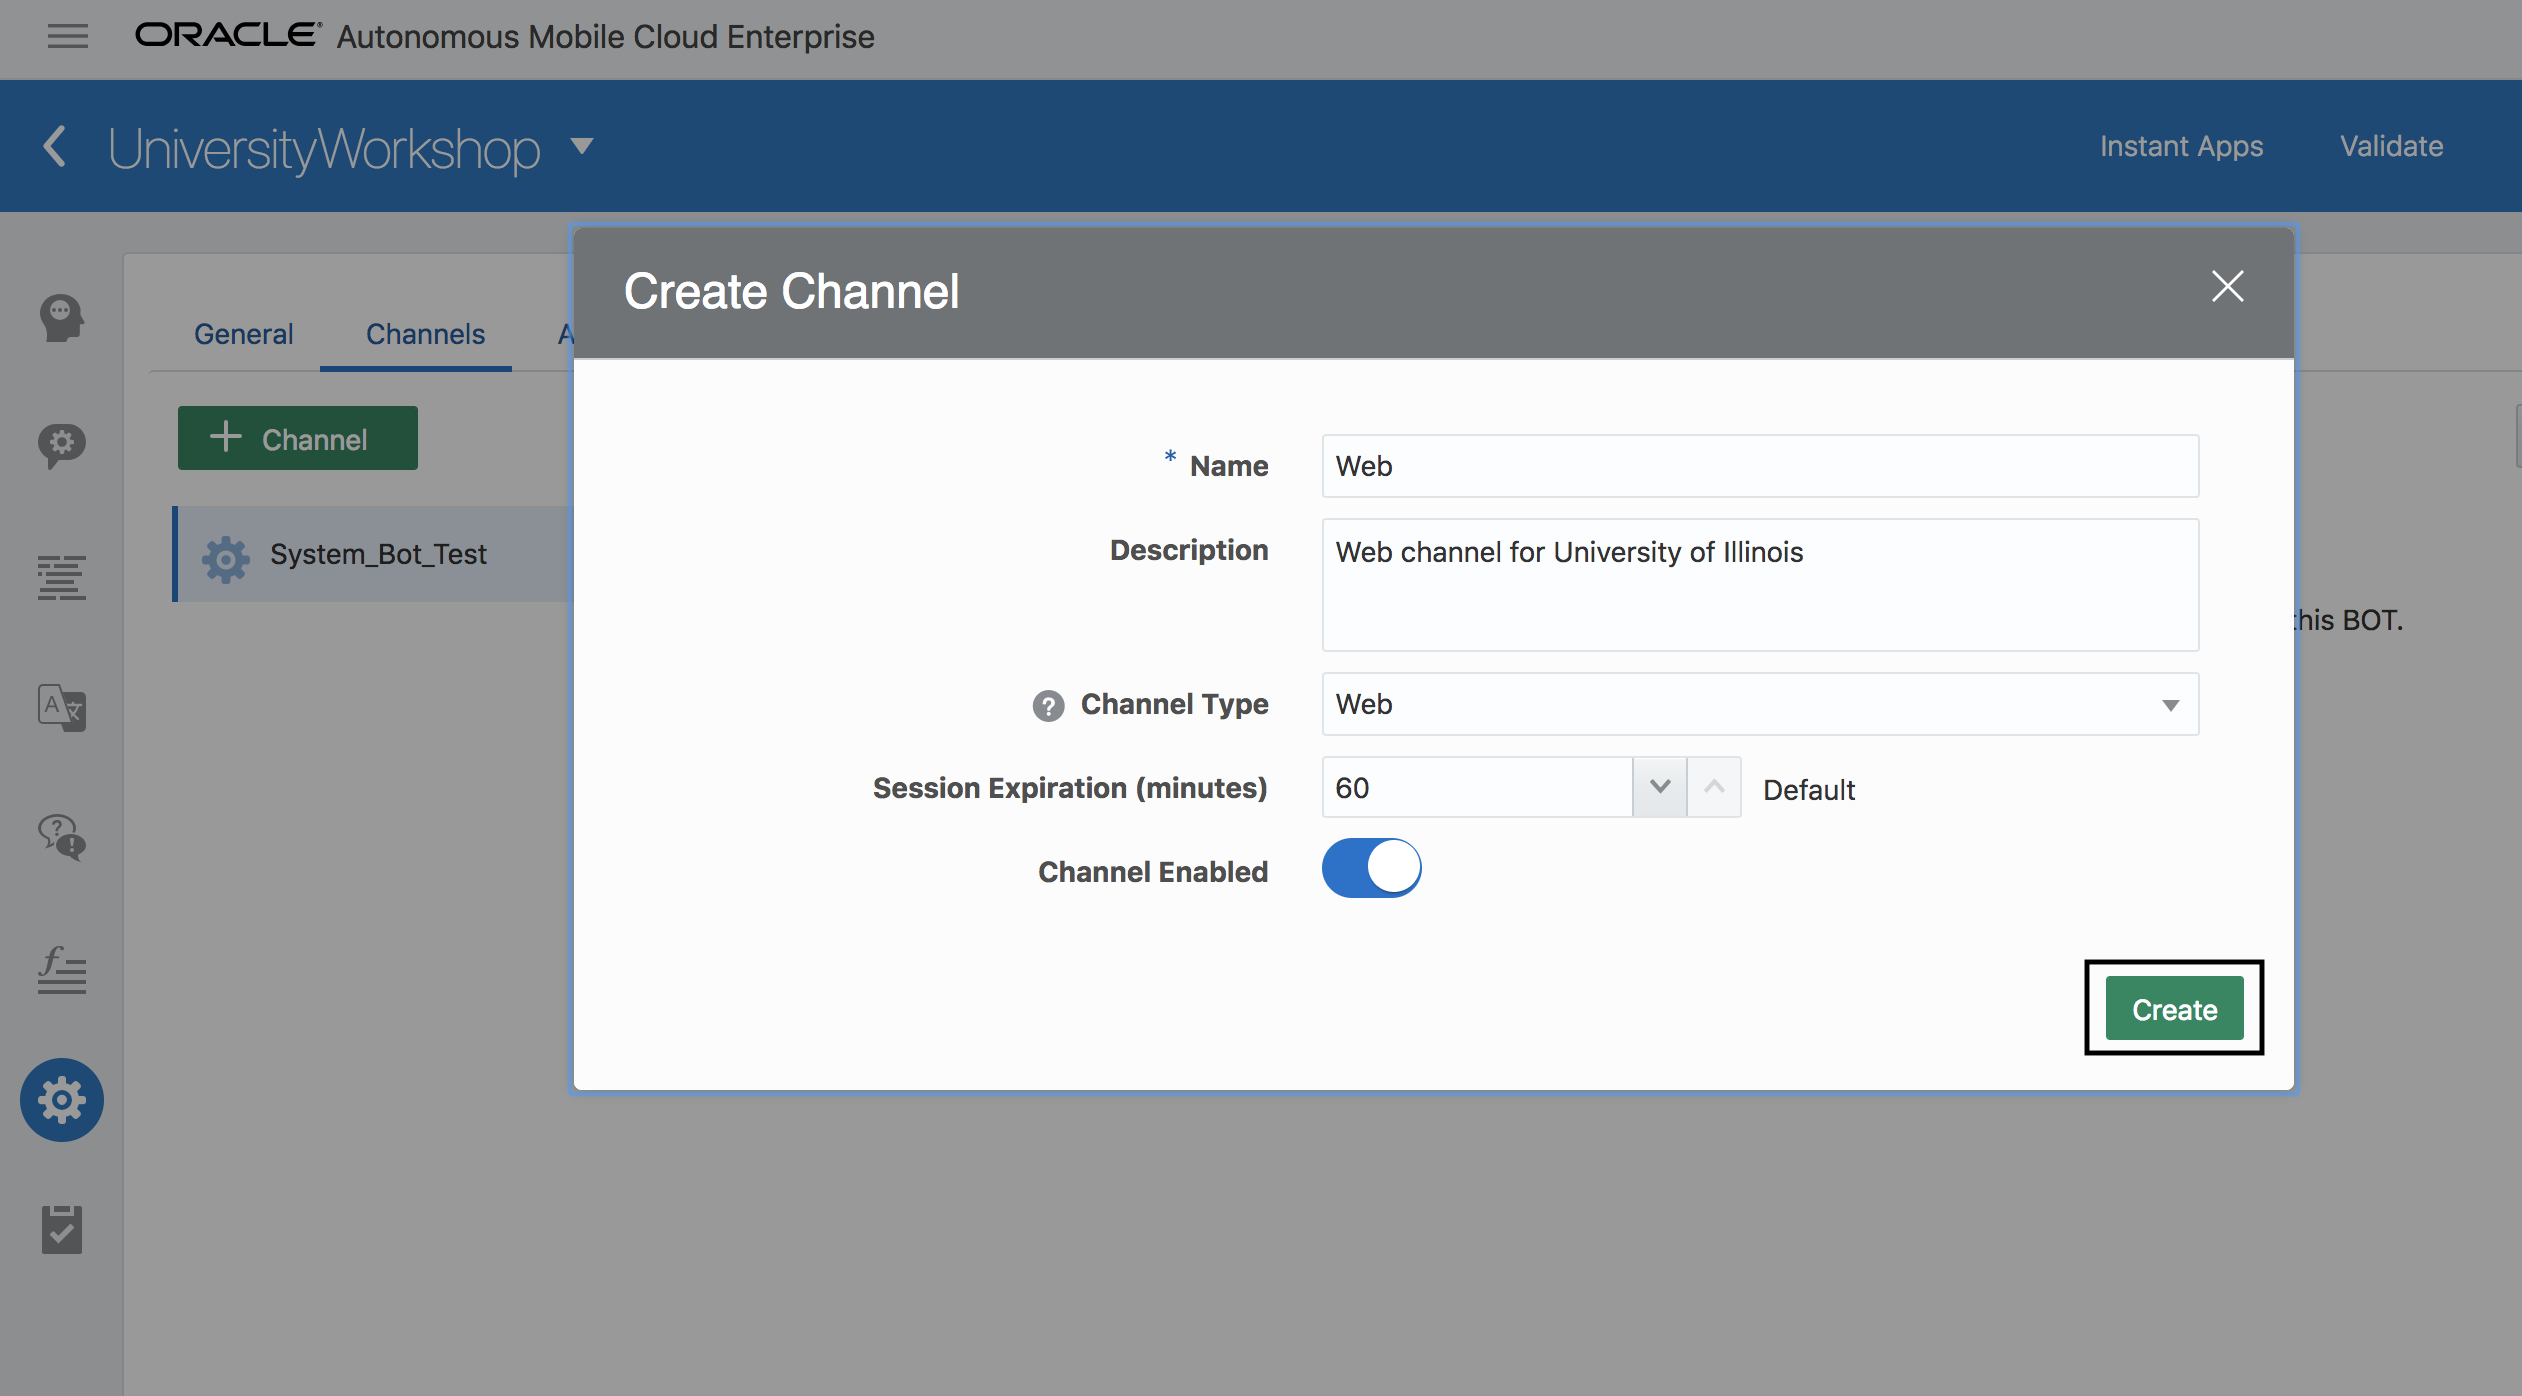 ORACLE® Autonomous Mobile Cloud Enterprise
UniversityWorkshop
Instant Apps Validate
General Channels A
Channel
System_Bot_Test
this BOT.
Create Channel
* Name Web
Description Web channel for University of Illinois
? Channel Type Web
Session Expiration (minutes) 60 Default
Channel Enabled
Create